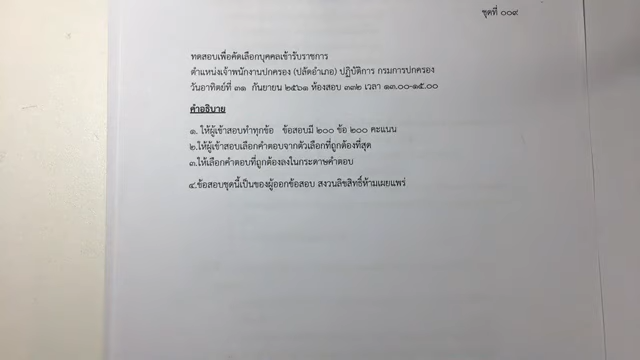 ชุดที่ ๐๐๙
ทดสอบเพื่อคัดเลือกบุคคลเข้ารับราชการ
ตำแหน่งเจ้าพนักงานปกครอง (ปลัดอำเภอ) ปฏิบัติการ กรมการปกครอง
วันอาทิตย์ที่ ๓๑ กันยายน ๒๕๖๑ ห้องสอบ ๓๗๒ เวลา ๑๓.๐๐-๑๕.๐๐
คำอธิบาย
๑. ให้ผู้เข้าสอบทำทุกข้อ ข้อสอบมี ๒๐๐ ข้อ ๒๐๐ คะแนน
๒.ให้ผู้เข้าสอบเลือกคำตอบจากตัวเลือกที่ถูกต้องที่สุด
๓.ให้เลือกคำตอบที่ถูกต้องลงในกระดาษคำตอบ
๔.ข้อสอบชุดนี้เป็นของผู้ออกข้อสอบ สงวนลิขสิทธิ์ห้ามเผยแพร่